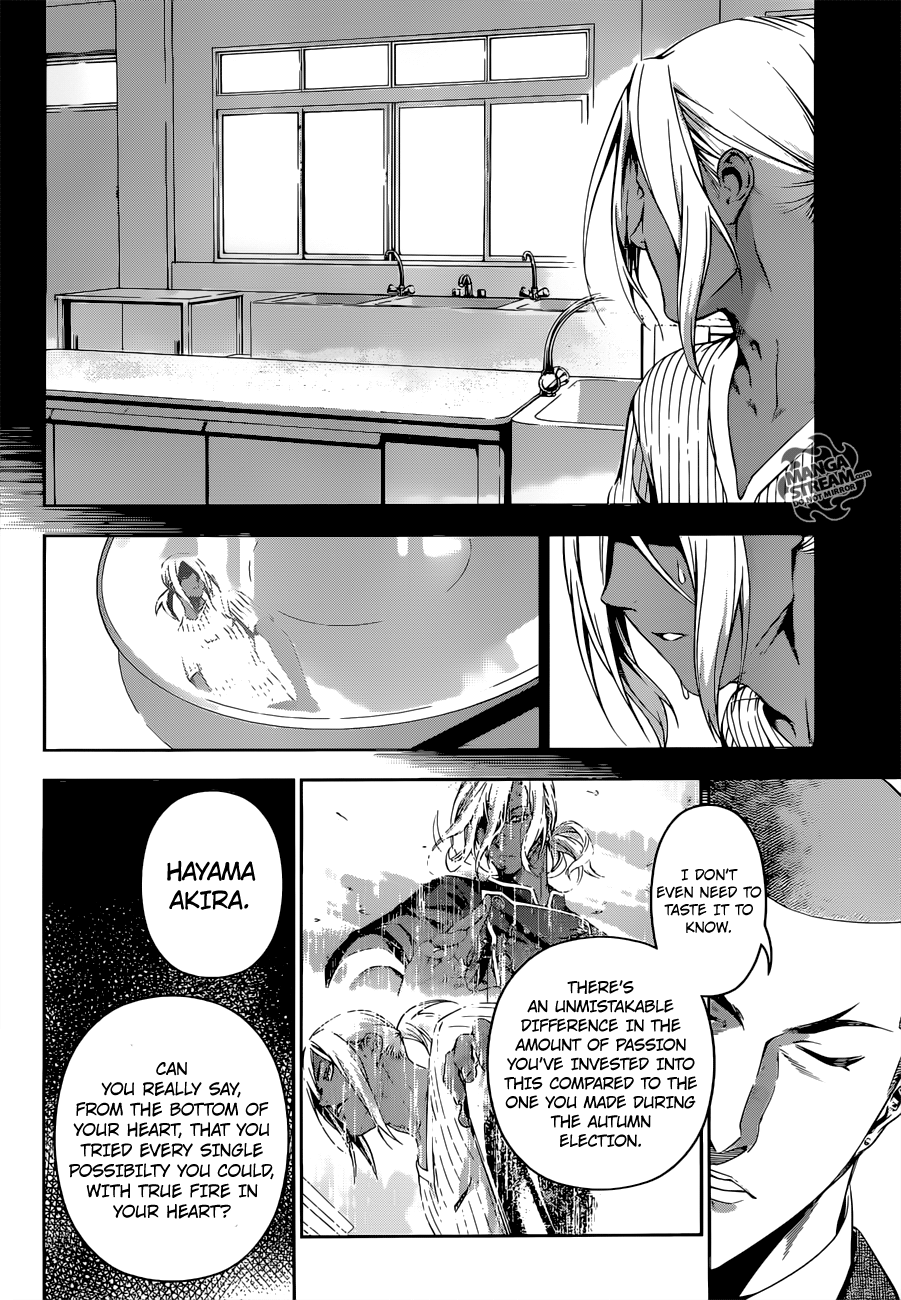 MANGA
STREAM.com
DO NOT MIRROR
I DON'T
EVEN NEED TO
TASTE IT TO
KNOW.
THERE'S
AN UNMISTAKABLE
DIFFERENCE IN THE
AMOUNT OF PASSION
YOU'VE INVESTED INTO
THIS COMPARED TO THE
ONE YOU MADE DURING
THE AUTUMN
ELECTION.
HAYAMA
AKIRA.
CAN
YOU REALLY SAY,
FROM THE BOTTOM OF
YOUR HEART, THAT YOU
TRIED EVERY SINGLE
POSSIBILTY YOU COULD,
WITH TRUE FIRE IN
YOUR HEART?